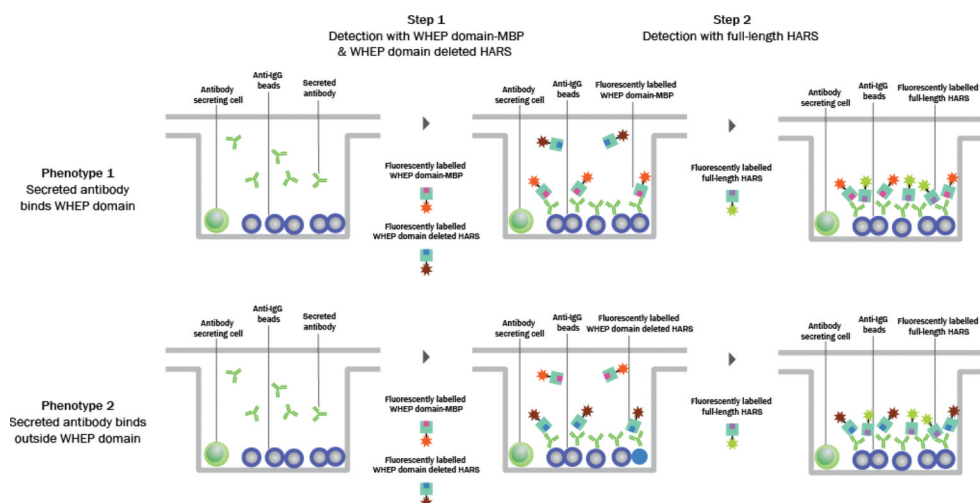 Step 1
Detection with WHEP domain-MBP
& WHEP domain deleted HARS
Step 2
Detection with full-length HARS
Phenotype 1
Secreted antibody
binds WHEP domain
Antibody
secreting cell
Anti-IgG
beads
Secreted
antibody
Fluorescently labelled
WHEP domain-MBP
Fluorescently labelled
WHEP domain deleted HARS
Antibody
secreting cell
Anti-IgG
beads
Fluorescently labelled
WHEP domain-MBP
Fluorescently labelled
full-length HARS
Antibody
secreting cell
Anti-IgG
beads
Fluorescently labelled
full-length HARS
Phenotype 2
Secreted antibody binds
outside WHEP domain
Antibody
secreting cell
Anti-IgG
beads
Secreted
antibody
Fluorescently labelled
WHEP domain-MBP
Fluorescently labelled
WHEP domain deleted HARS
Antibody
secreting cell
Anti-IgG
beads
Fluorescently labelled
WHEP domain deleted HARS
Fluorescently labelled
full-length HARS
Antibody
secreting cell
Anti-IgG
beads
Fluorescently labelled
full-length HARS